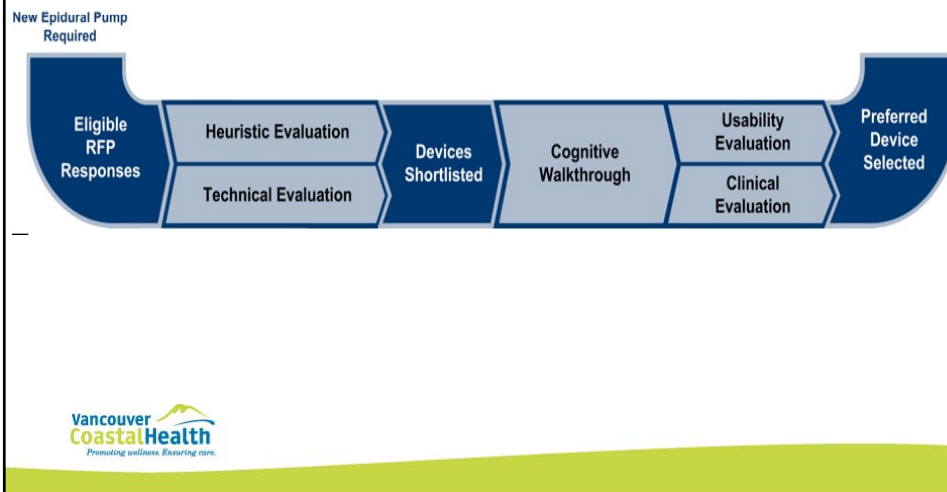 New Epidural Pump
Required
Eligible
RFP
Responses
Heuristic Evaluation
Technical Evaluation
Devices
Shortlisted
Cognitive
Walkthrough
Usability
Evaluation
Clinical
Evaluation
Preferred
Device
Selected
Vancouver
CoastalHealth
Promoting wellness. Ensuring care.